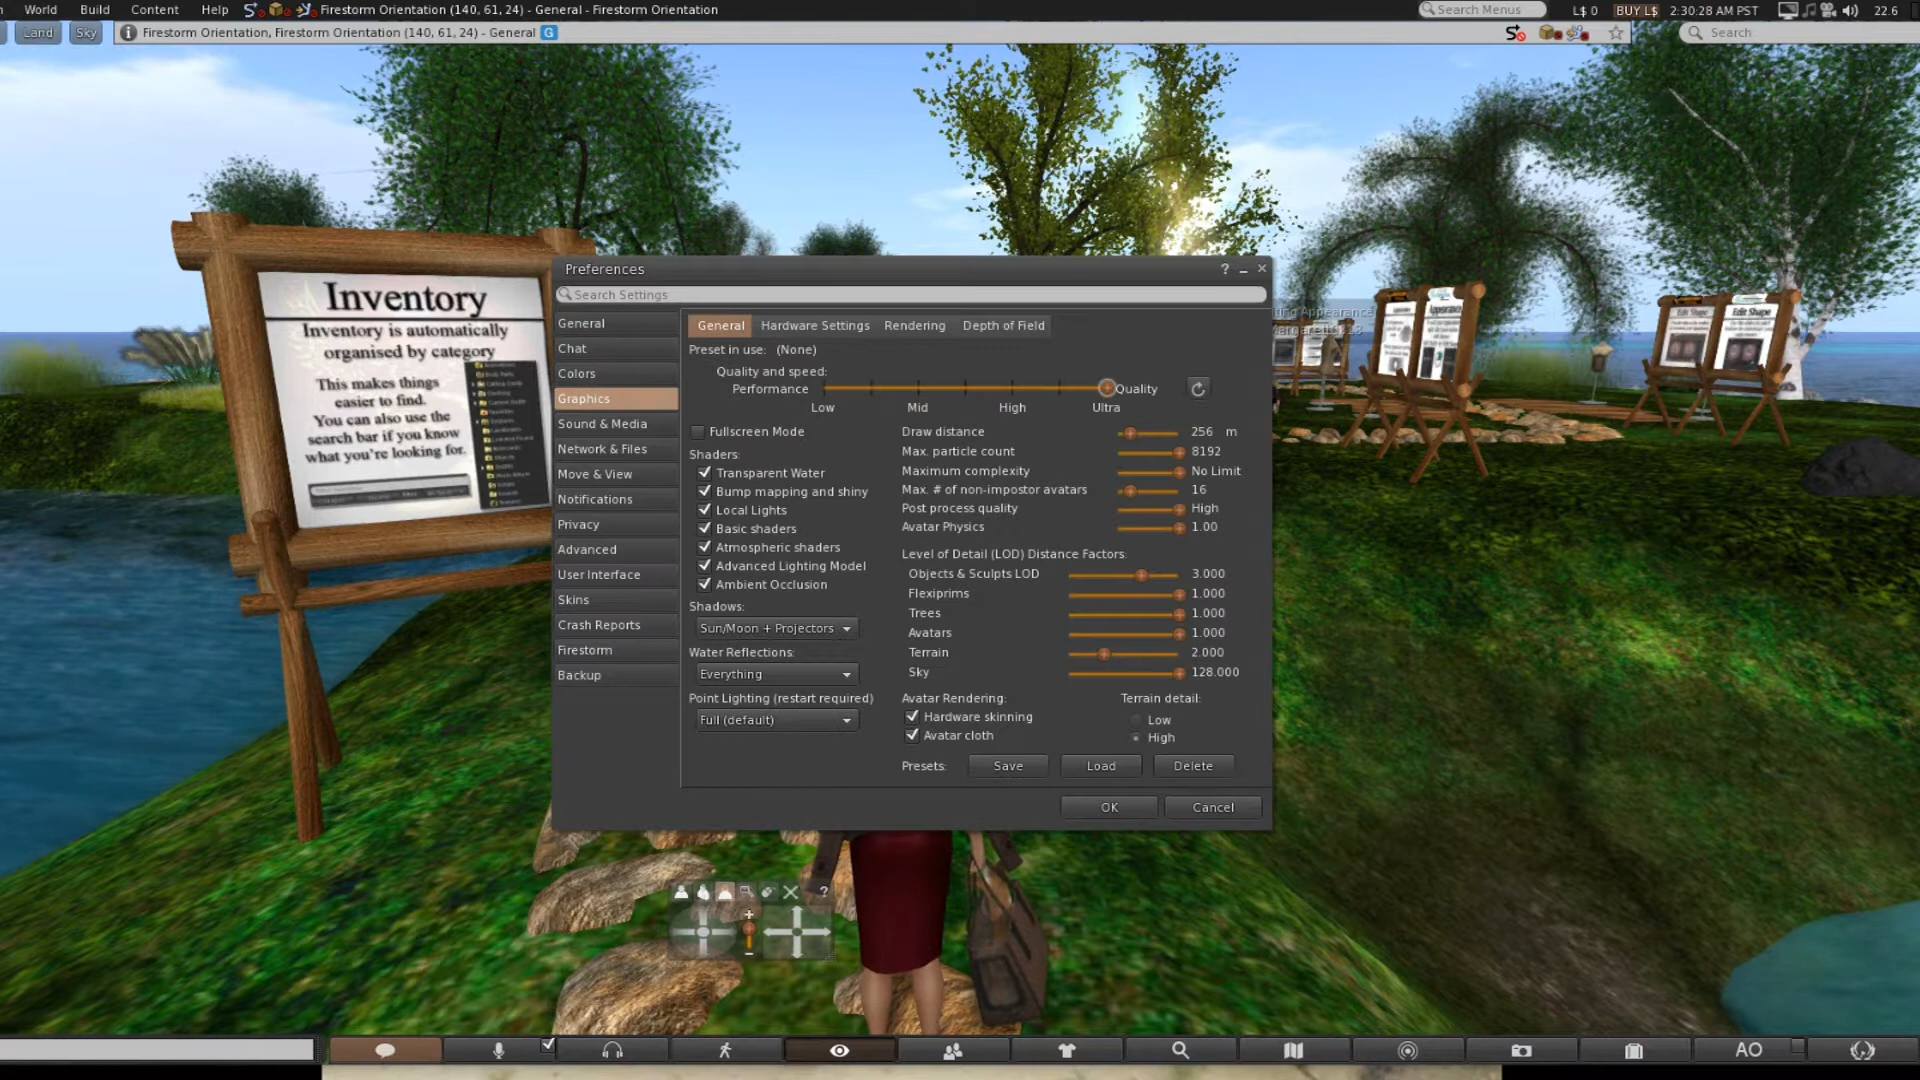 World Build Content Help Firestorm Orientation (140, 61, 24) - General - Firestorm Orientation Search Menus L$ 0 BUY L$ 2:30:28 AM PST 22.6
Land Sky Firestorm Orientation, Firestorm Orientation (140, 61, 24) - General G Search
Inventory
Inventory is automatically
organised by category
This makes things
easier to find.
You can also use the
search bar if you know
what you're looking for.
Appearance
Edit Shape
Edit Shape
Preferences ?
Search Settings
General
Chat
Colors
Graphics
Sound & Media
Network & Files
Move & View
Notifications
Privacy
Advanced
User Interface
Skins
Crash Reports
Firestorm
Backup
General Hardware Settings Rendering Depth of Field
Preset in use: (None)
Quality and speed:
Performance Quality
Low Mid High Ultra
Fullscreen Mode
Shaders:
Transparent Water
Bump mapping and shiny
Local Lights
Basic shaders
Atmospheric shaders
Advanced Lighting Model
Ambient Occlusion
Shadows:
Sun/Moon + Projectors
Water Reflections:
Everything
Point Lighting (restart required)
Full (default)
Draw distance 256 m
Max. particle count 8192
Maximum complexity No Limit
Max. # of non-impostor avatars 16
Post process quality High
Avatar Physics 1.00
Level of Detail (LOD) Distance Factors:
Objects & Sculpts LOD 3.000
Flexiprims 1.000
Trees 1.000
Avatars 1.000
Terrain 2.000
Sky 128.000
Avatar Rendering:
Hardware skinning
Avatar cloth
Terrain detail:
Low
High
Presets: Save Load Delete
OK Cancel
?
AO